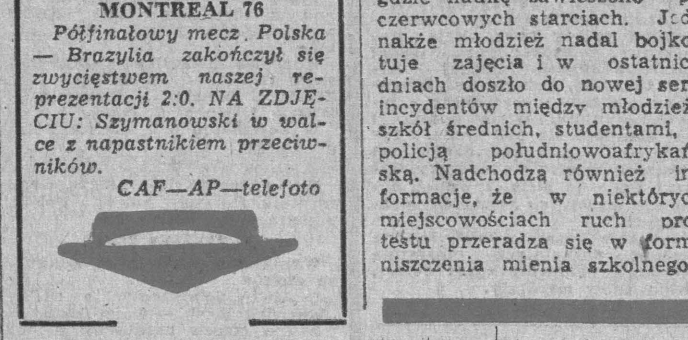 MONTREAL 76
Półfinałowy mecz Polska
— Brazylia zakończył się
zwycięstwem naszej re-
prezentacji 2:0. NA ZDJĘ-
CIU: Szymanowski w wal-
ce z napastnikiem przeciw-
ników.
CAF—AP—telefoto
czerwcowych starciach.
nakże młodzież nadal bojko
tuje zajęcia i w ostatnic
dniach doszło do nowej ser
incydentów między młodzież
szkół średnich, studentami,
policją południowoafrykań
ską. Nadchodzą również in
formacje, że w niektóryc
miejscowościach ruch pro
testu przeradza się w form
niszczenia mienia szkolnego